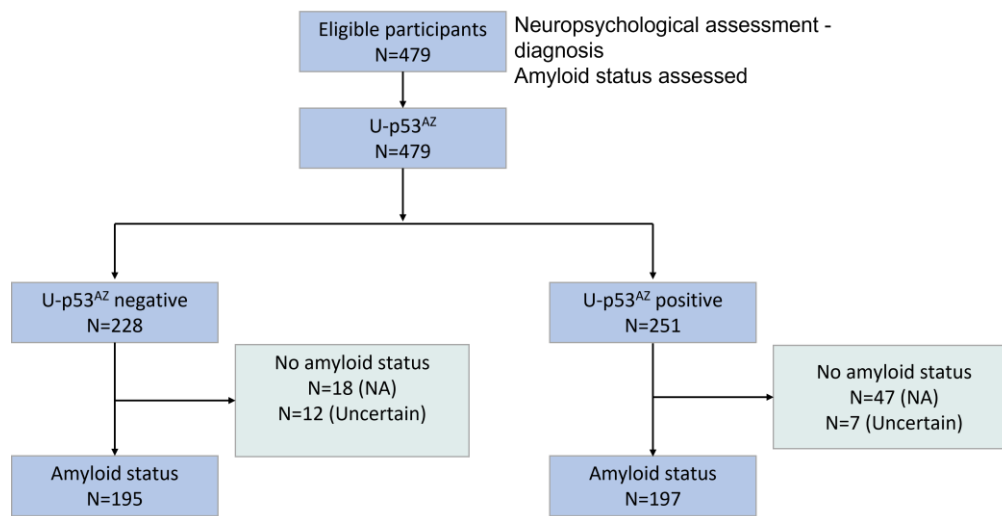 Eligible participants
N=479
Neuropsychological assessment -
diagnosis
Amyloid status assessed
U-p53ᴬᶻ
N=479
U-p53ᴬᶻ negative
N=228
U-p53ᴬᶻ positive
N=251
No amyloid status
N=18 (NA)
N=12 (Uncertain)
No amyloid status
N=47 (NA)
N=7 (Uncertain)
Amyloid status
N=195
Amyloid status
N=197